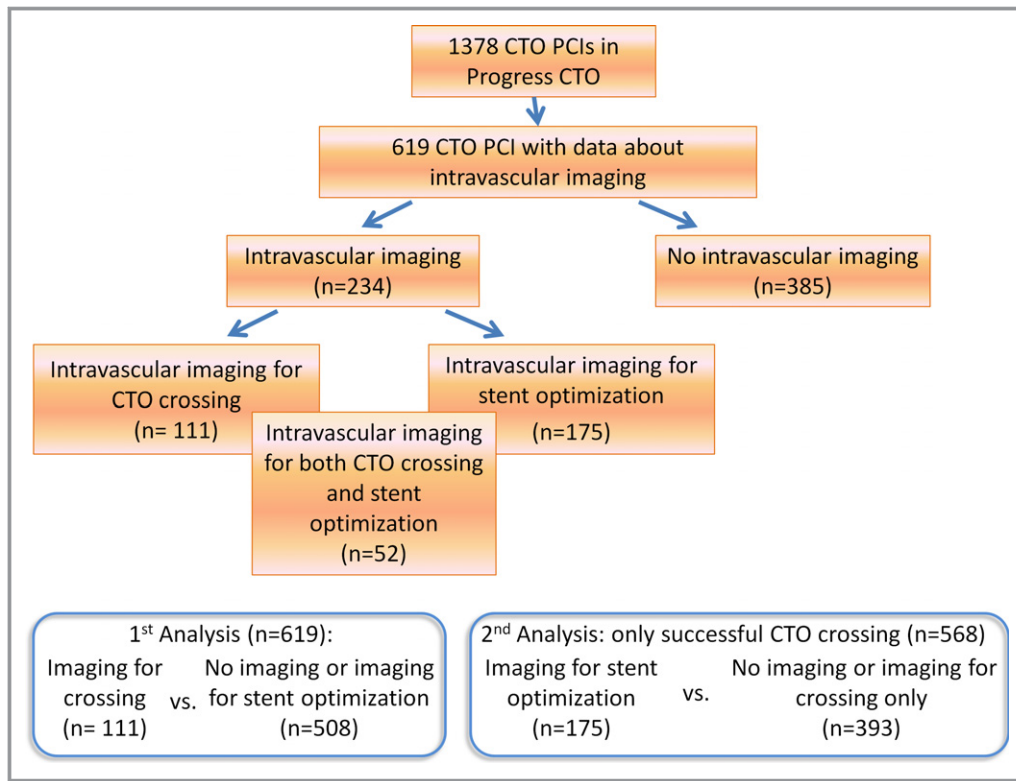 1378 CTO PCIs in
Progress CTO
619 CTO PCI with data about
intravascular imaging
Intravascular imaging
(n=234)
No intravascular imaging
(n=385)
Intravascular imaging for
CTO crossing
(n= 111)
Intravascular imaging for
stent optimization
(n=175)
Intravascular imaging
for both CTO crossing
and stent
optimization
(n=52)
1st Analysis (n=619):
Imaging for
crossing
(n= 111)
vs.
No imaging or imaging
for stent optimization
(n=508)
2nd Analysis: only successful CTO crossing (n=568)
Imaging for stent
optimization
(n=175)
vs.
No imaging or imaging for
crossing only
(n=393)